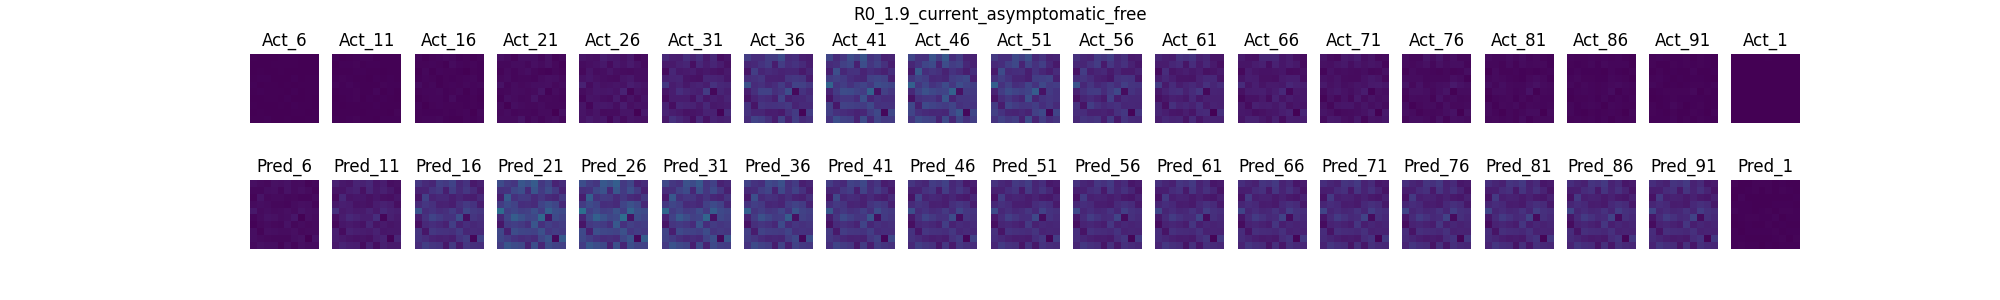 R0_1.9_current_asymptomatic_free
Act_6 Act_11 Act_16 Act_21 Act_26 Act_31 Act_36 Act_41 Act_46 Act_51 Act_56 Act_61 Act_66 Act_71 Act_76 Act_81 Act_86 Act_91 Act_1
Pred_6 Pred_11 Pred_16 Pred_21 Pred_26 Pred_31 Pred_36 Pred_41 Pred_46 Pred_51 Pred_56 Pred_61 Pred_66 Pred_71 Pred_76 Pred_81 Pred_86 Pred_91 Pred_1